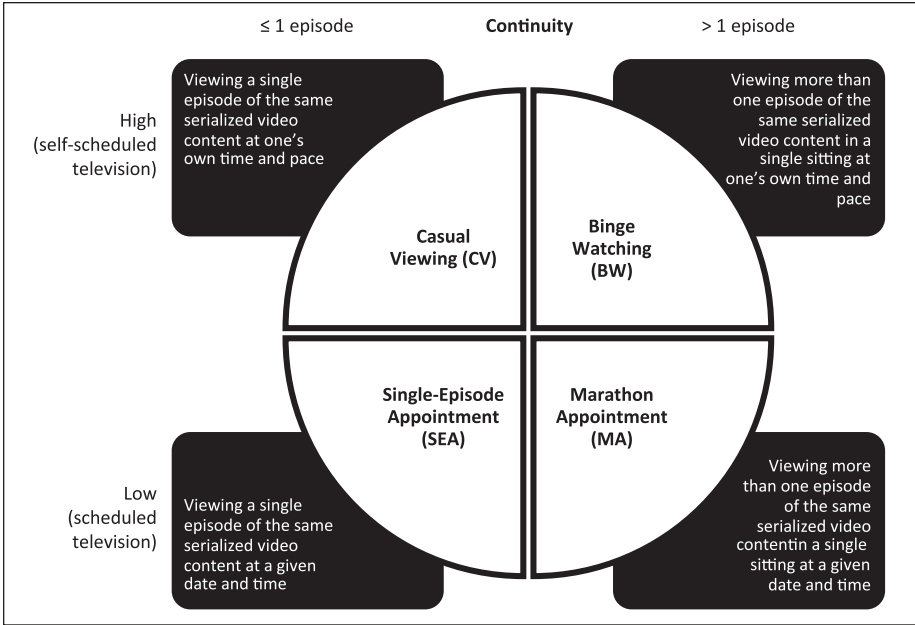 ≤ 1 episode
Continuity
> 1 episode
High
(self-scheduled
television)
Viewing a single
episode of the same
serialized video
content at one's
own time and pace
Viewing more than
one episode of the
same serialized
video content in a
single sitting at
one's own time and
pace
Casual
Viewing (CV)
Binge
Watching
(BW)
Single-Episode
Appointment
(SEA)
Marathon
Appointment
(MA)
Low
(scheduled
television)
Viewing a single
episode of the same
serialized video
content at a given
date and time
Viewing more
than one episode
of the same
serialized video
contentin a single
sitting at a given
date and time